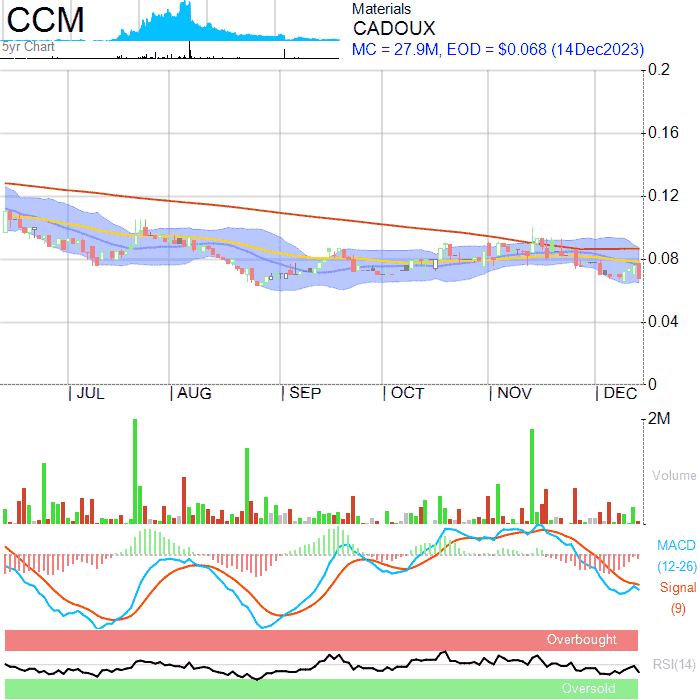 CCM
5yr Chart
Materials
CADOUX
MC = 27.9M, EOD = $0.068 (14Dec2023)
0.2
0.16
0.12
0.08
0.04
0
JUL AUG SEP OCT NOV DEC
2M
Volume
MACD
(12-26)
Signal
(9)
Overbought
RSI(14)
Oversold